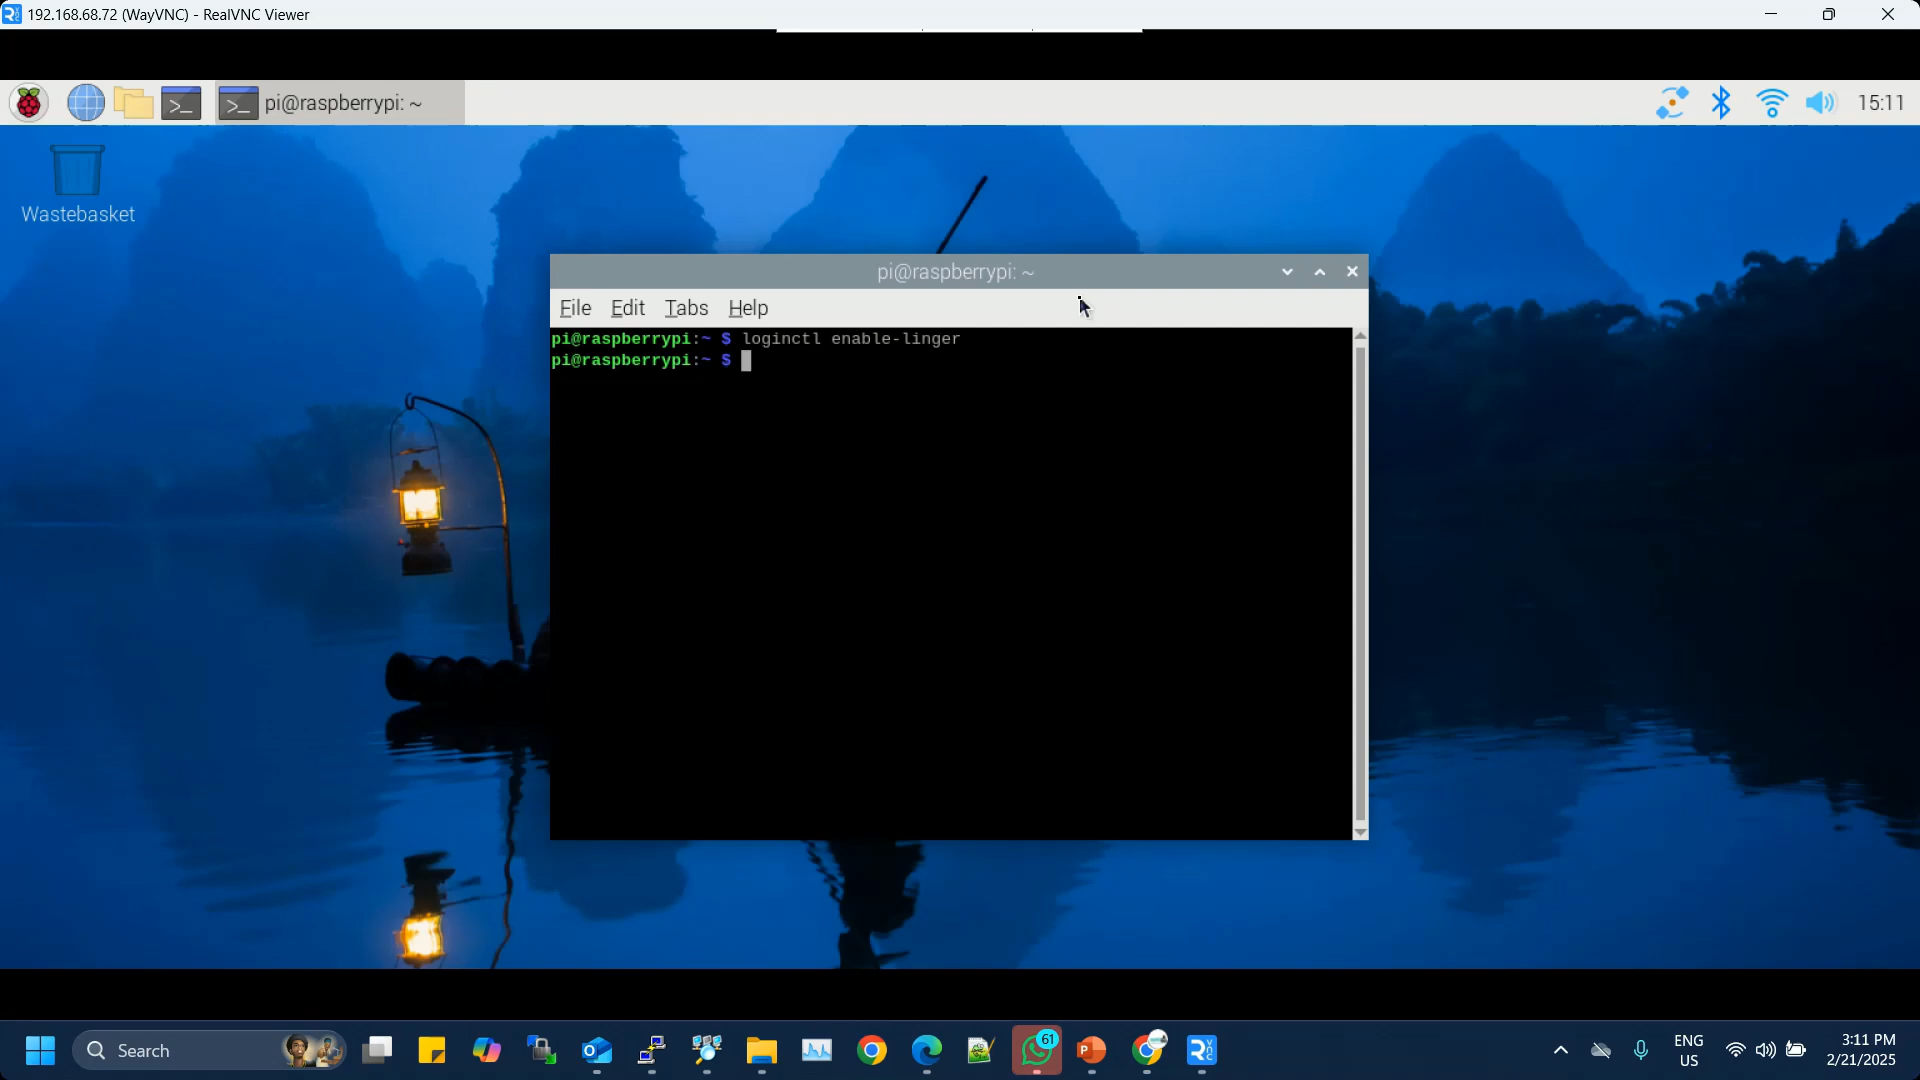 192.168.68.72 (WayVNC) - RealVNC Viewer
pi@raspberrypi: ~
15:11
Wastebasket
pi@raspberrypi: ~
File Edit Tabs Help
pi@raspberrypi:~ $ loginctl enable-linger
pi@raspberrypi:~ $
Search
61
ENG
US
3:11 PM
2/21/2025